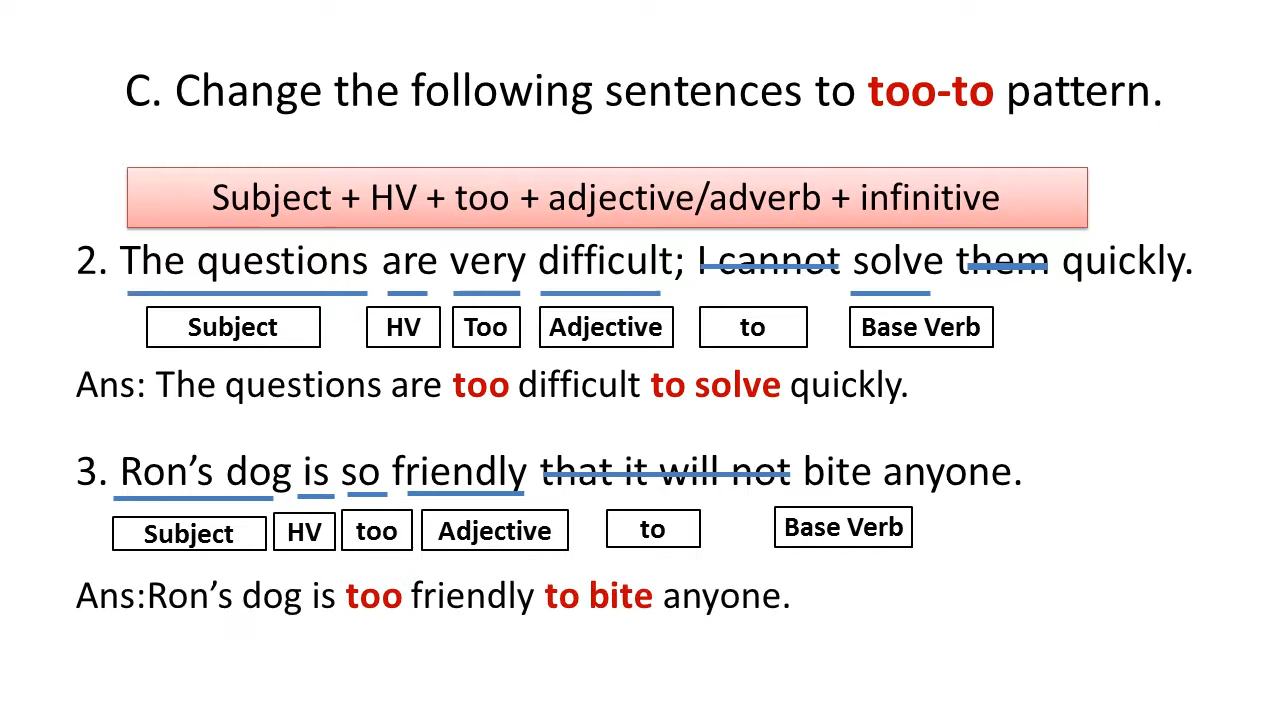 C. Change the following sentences to too-to pattern.
Subject + HV + too + adjective/adverb + infinitive
2. The questions are very difficult; I cannot solve them quickly.
Subject HV Too Adjective to Base Verb
Ans: The questions are too difficult to solve quickly.
3. Ron’s dog is so friendly that it will not bite anyone.
Subject HV too Adjective to Base Verb
Ans:Ron’s dog is too friendly to bite anyone.